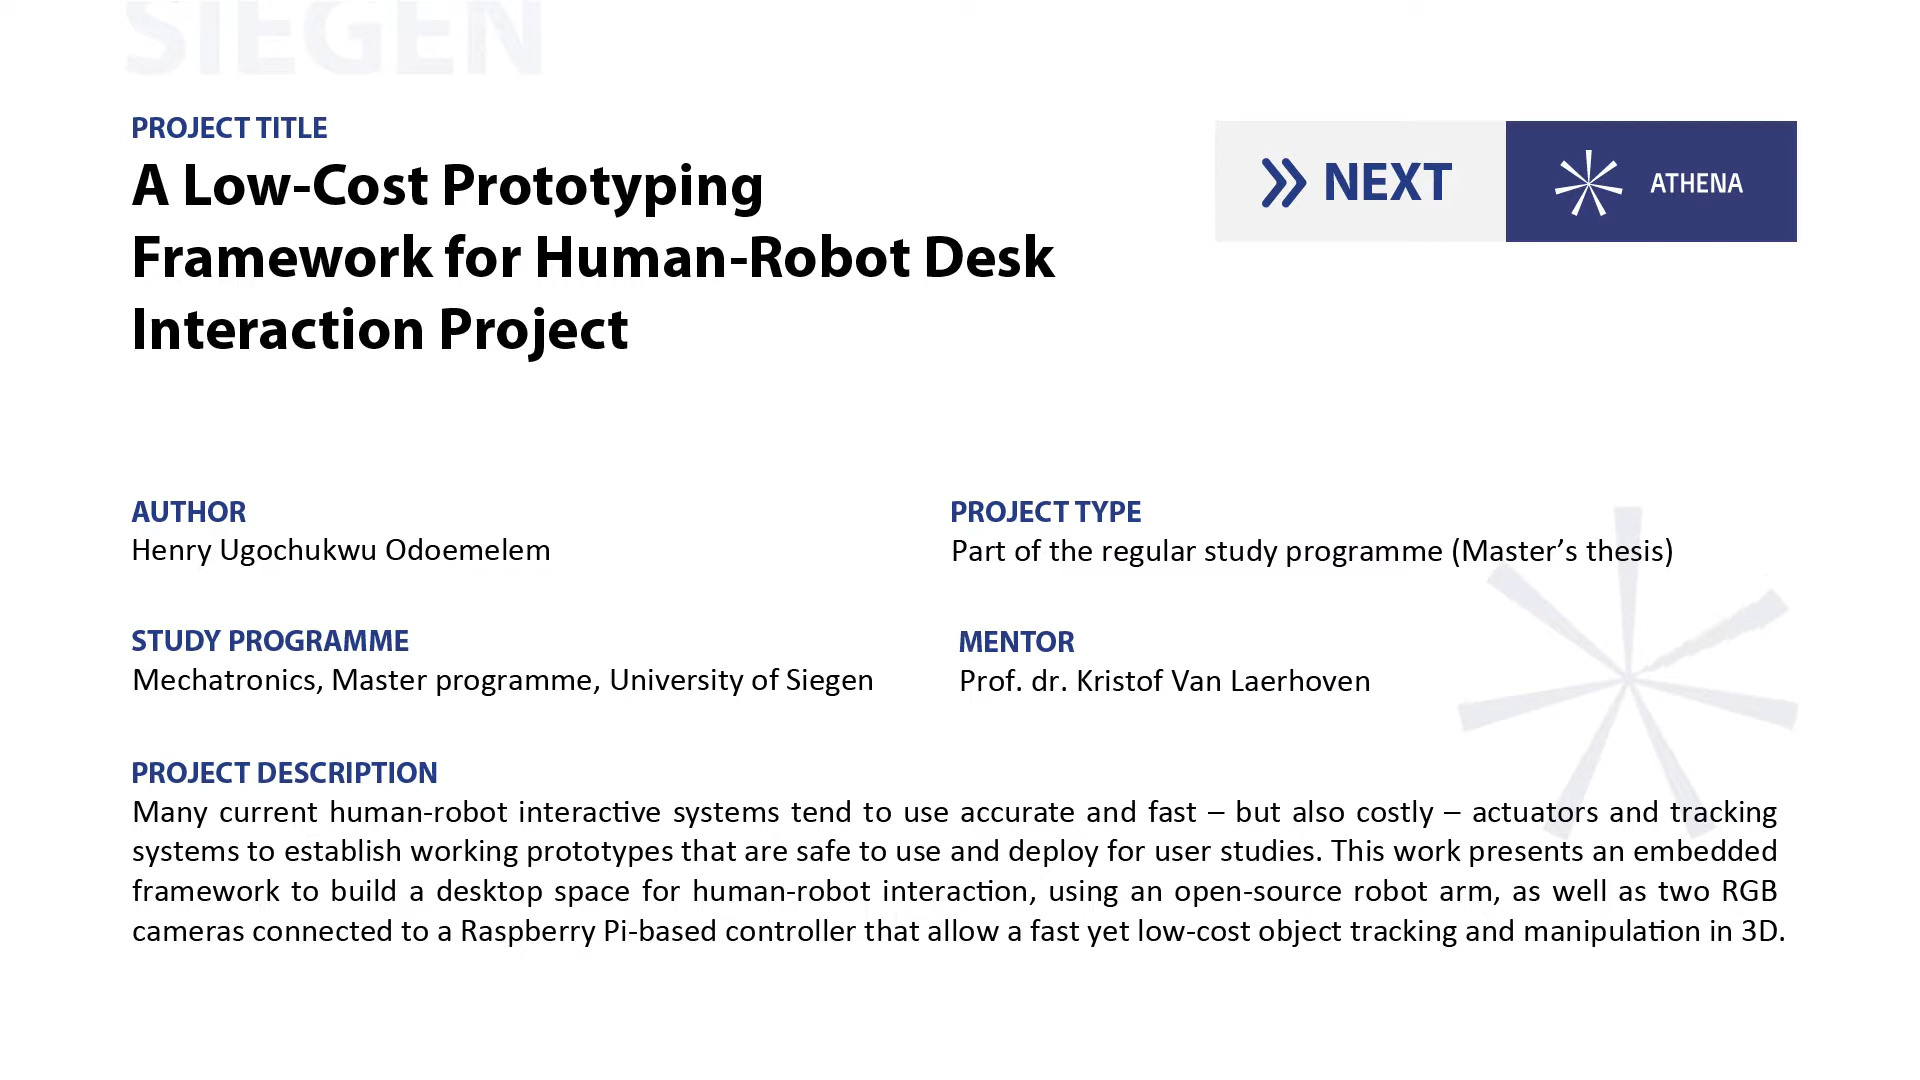 SIEGEN
PROJECT TITLE
A Low-Cost Prototyping
Framework for Human-Robot Desk
Interaction Project
NEXT
ATHENA
AUTHOR
Henry Ugochukwu Odoemelem
PROJECT TYPE
Part of the regular study programme (Master’s thesis)
STUDY PROGRAMME
Mechatronics, Master programme, University of Siegen
MENTOR
Prof. dr. Kristof Van Laerhoven
PROJECT DESCRIPTION
Many current human-robot interactive systems tend to use accurate and fast – but also costly – actuators and tracking
systems to establish working prototypes that are safe to use and deploy for user studies. This work presents an embedded
framework to build a desktop space for human-robot interaction, using an open-source robot arm, as well as two RGB
cameras connected to a Raspberry Pi-based controller that allow a fast yet low-cost object tracking and manipulation in 3D.